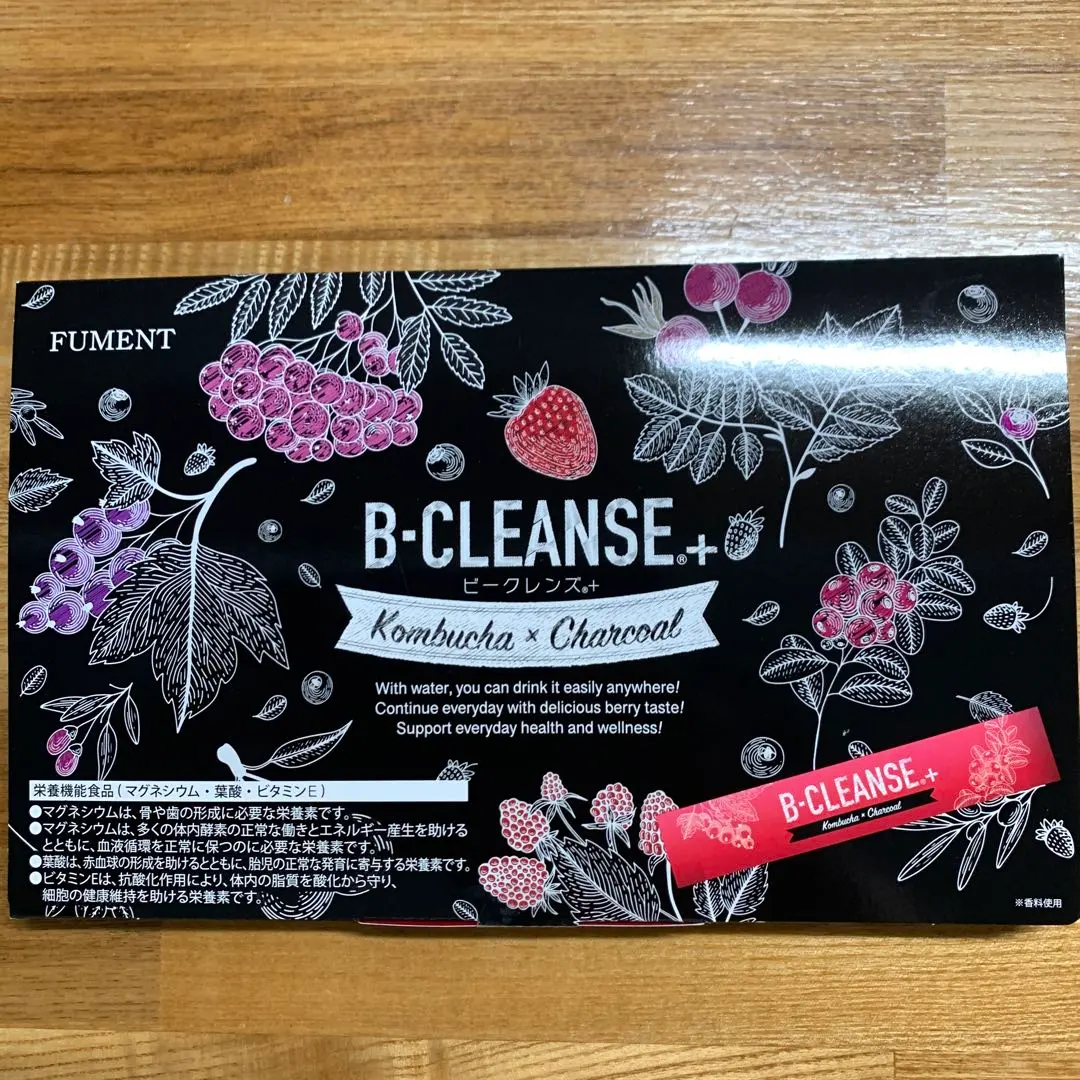 FUMENT
B-CLEANSE®+
ビークレンズ®+
Kombucha × Charcoal
With water, you can drink it easily anywhere!
Continue everyday with delicious berry taste!
Support everyday health and wellness!
栄養機能食品(マグネシウム・葉酸・ビタミンE)
●マグネシウムは、骨や歯の形成に必要な栄養素です。
●マグネシウムは、多くの体内酵素の正常な働きとエネルギー産生を助ける
とともに、血液循環を正常に保つのに必要な栄養素です。
●葉酸は、赤血球の形成を助けるとともに、胎児の正常な発育に寄与する栄養素です。
●ビタミンEは、抗酸化作用により、体内の脂質を酸化から守り、
細胞の健康維持を助ける栄養素です。
B-CLEANSE®+
Kombucha × Charcoal
※香料使用